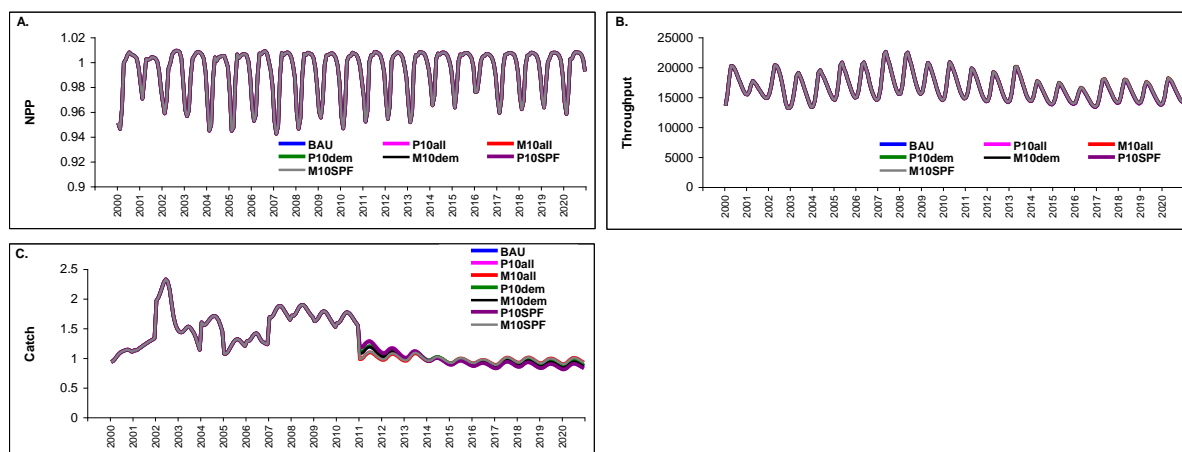 A.
1.02
1
0.98
0.96
0.94
0.92
0.9
NPP
BAU P10all M10all
P10dem M10dem P10SPF
M10SPF
2000 2001 2002 2003 2004 2005 2006 2007 2008 2009 2010 2011 2012 2013 2014 2015 2016 2017 2018 2019 2020
B.
25000
20000
15000
10000
5000
0
Throughput
BAU P10all M10all
P10dem M10dem P10SPF
M10SPF
2000 2001 2002 2003 2004 2005 2006 2007 2008 2009 2010 2011 2012 2013 2014 2015 2016 2017 2018 2019 2020
C.
2.5
2
1.5
1
0.5
0
Catch
BAU
P10all
M10all
P10dem
M10dem
P10SPF
M10SPF
2000 2001 2002 2003 2004 2005 2006 2007 2008 2009 2010 2011 2012 2013 2014 2015 2016 2017 2018 2019 2020